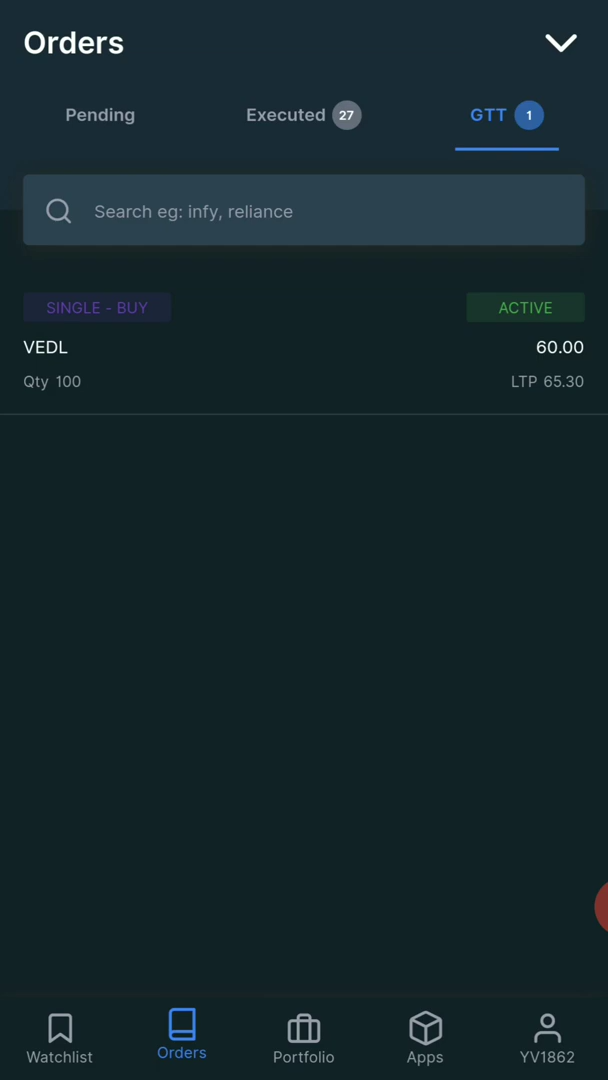 Orders
Pending Executed 27 GTT 1
Search eg: infy, reliance
SINGLE - BUY ACTIVE
VEDL 60.00
Qty 100 LTP 65.30
Watchlist Orders Portfolio Apps YV1862